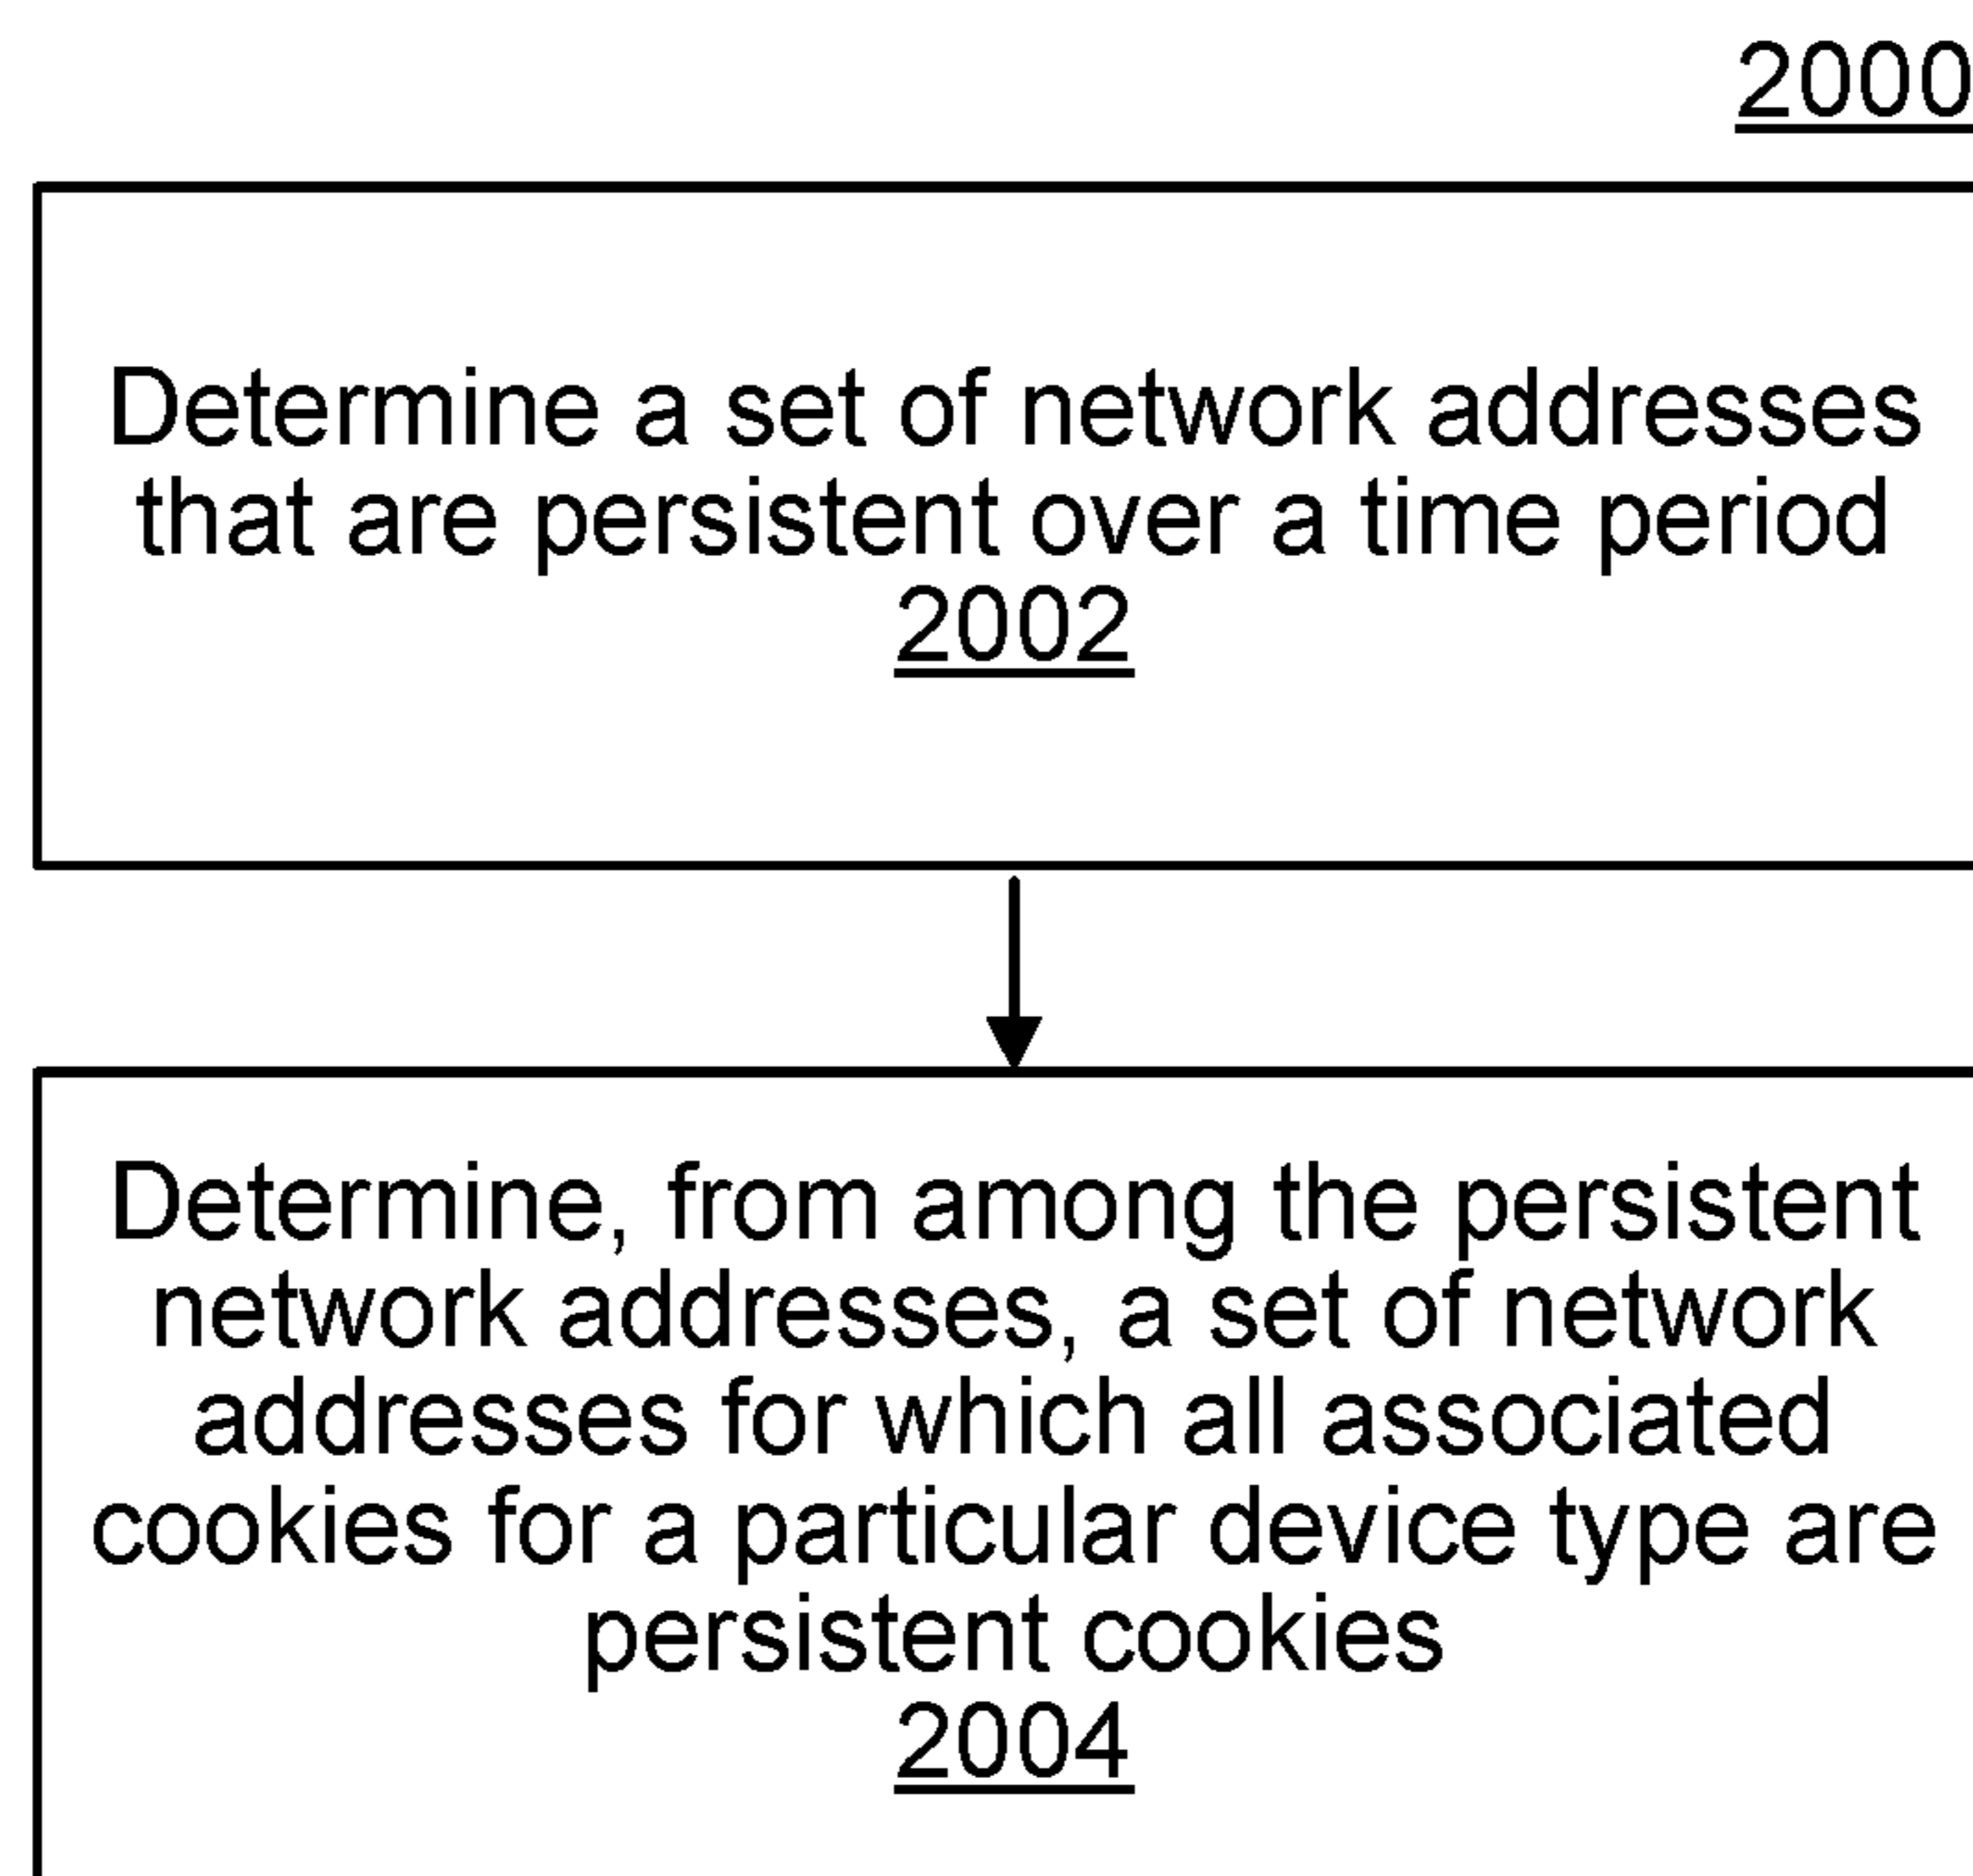 2000
Determine a set of network addresses
that are persistent over a time period
2002
Determine, from among the persistent
network addresses, a set of network
addresses for which all associated
cookies for a particular device type are
persistent cookies
2004